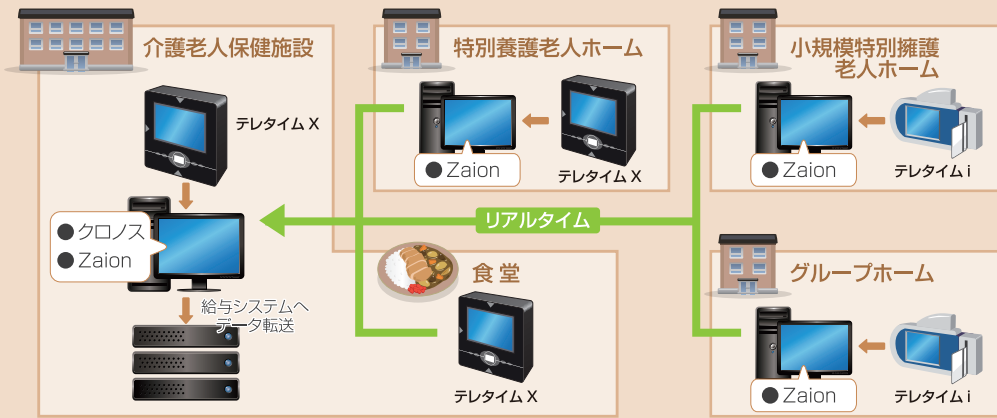 介護老人保健施設
テレタイム X
● クロノス
● Zaion
給与システムへ
データ転送
特別養護老人ホーム
● Zaion
テレタイム X
リアルタイム
食堂
テレタイム X
小規模特別擁護
老人ホーム
● Zaion
テレタイム i
グループホーム
● Zaion
テレタイム i